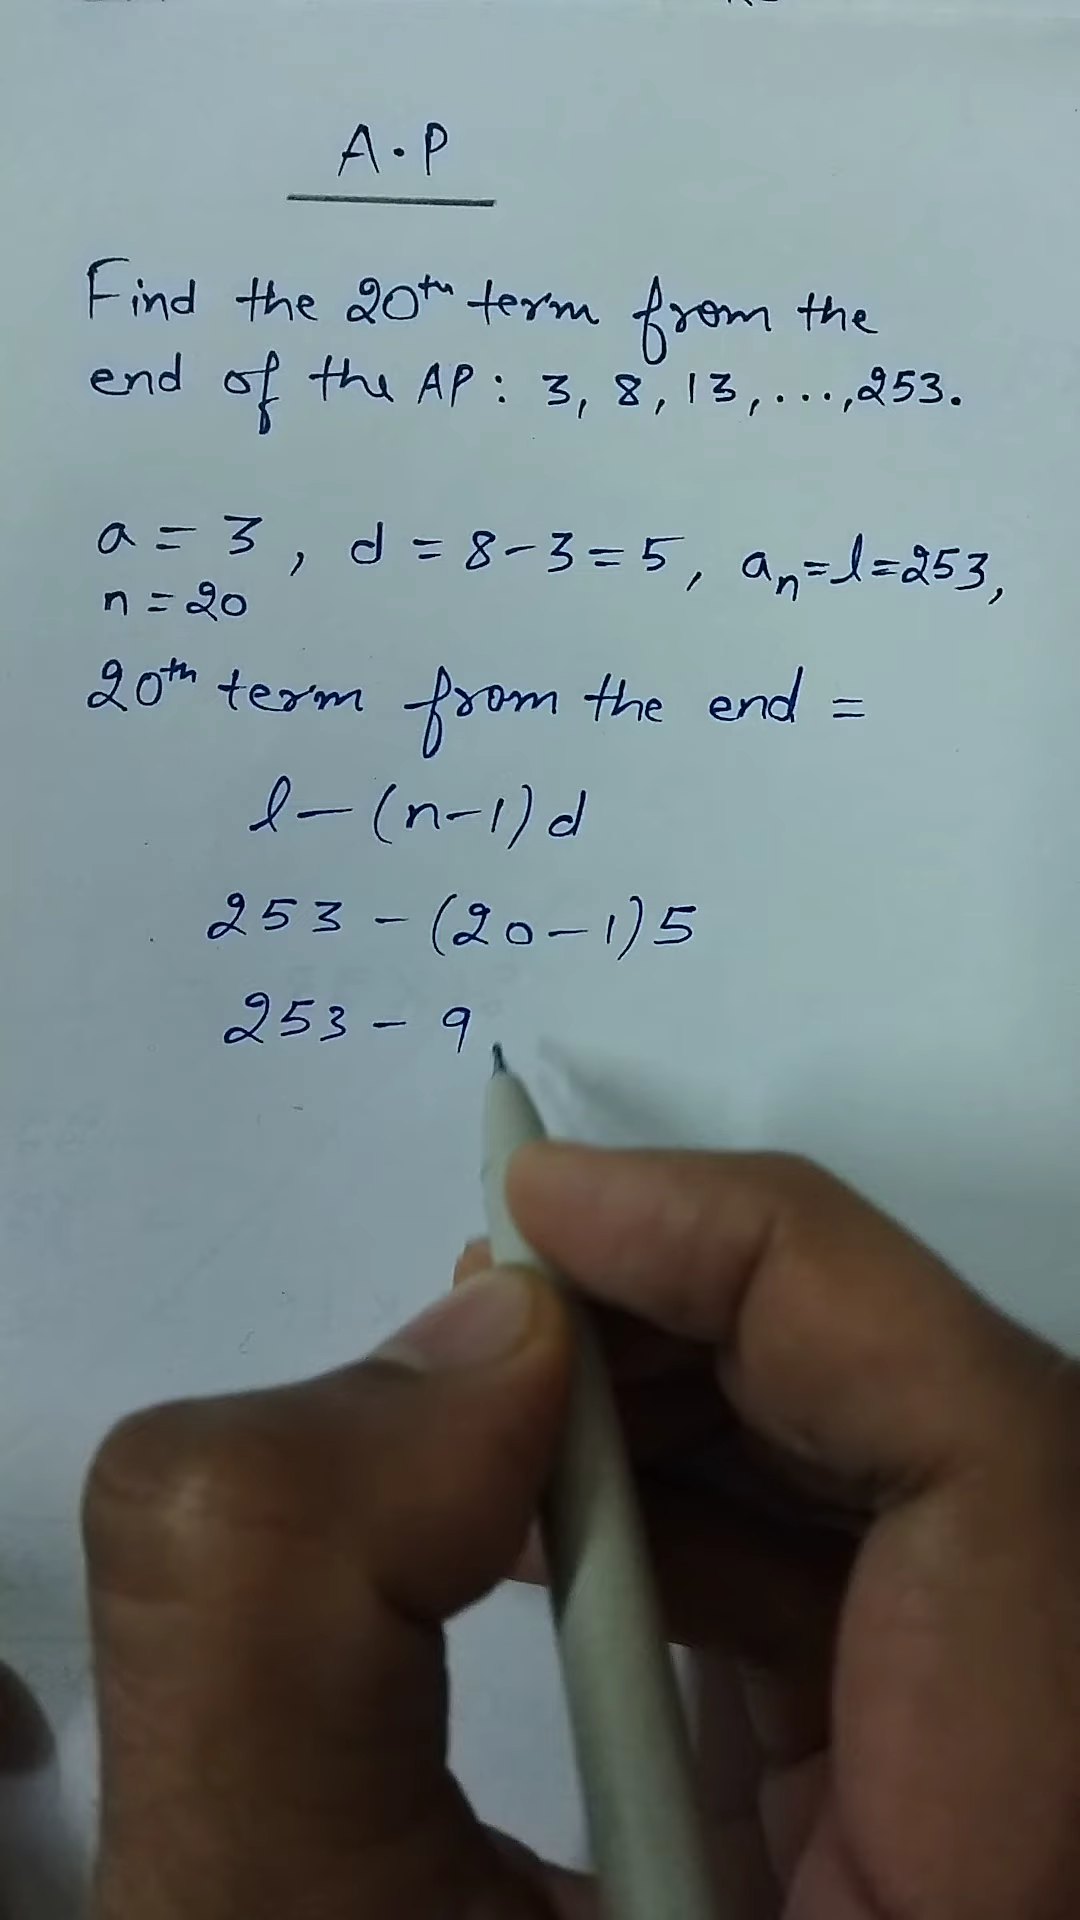 A.P
Find the 20th term from the
end of the AP: 3, 8, 13, ..., 253.
a = 3, d = 8-3 = 5, an = l = 253,
n = 20
20th term from the end =
l - (n-1) d
253 - (20-1) 5
253 - 9